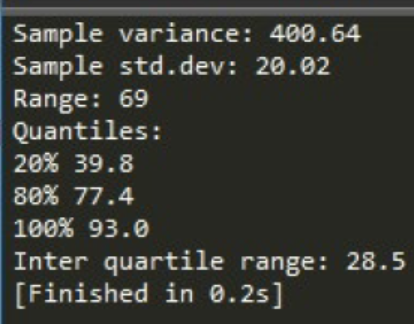 Sample variance: 400.64
Sample std.dev: 20.02
Range: 69
Quantiles:
20% 39.8
80% 77.4
100% 93.0
Inter quartile range: 28.5
[Finished in 0.2s]